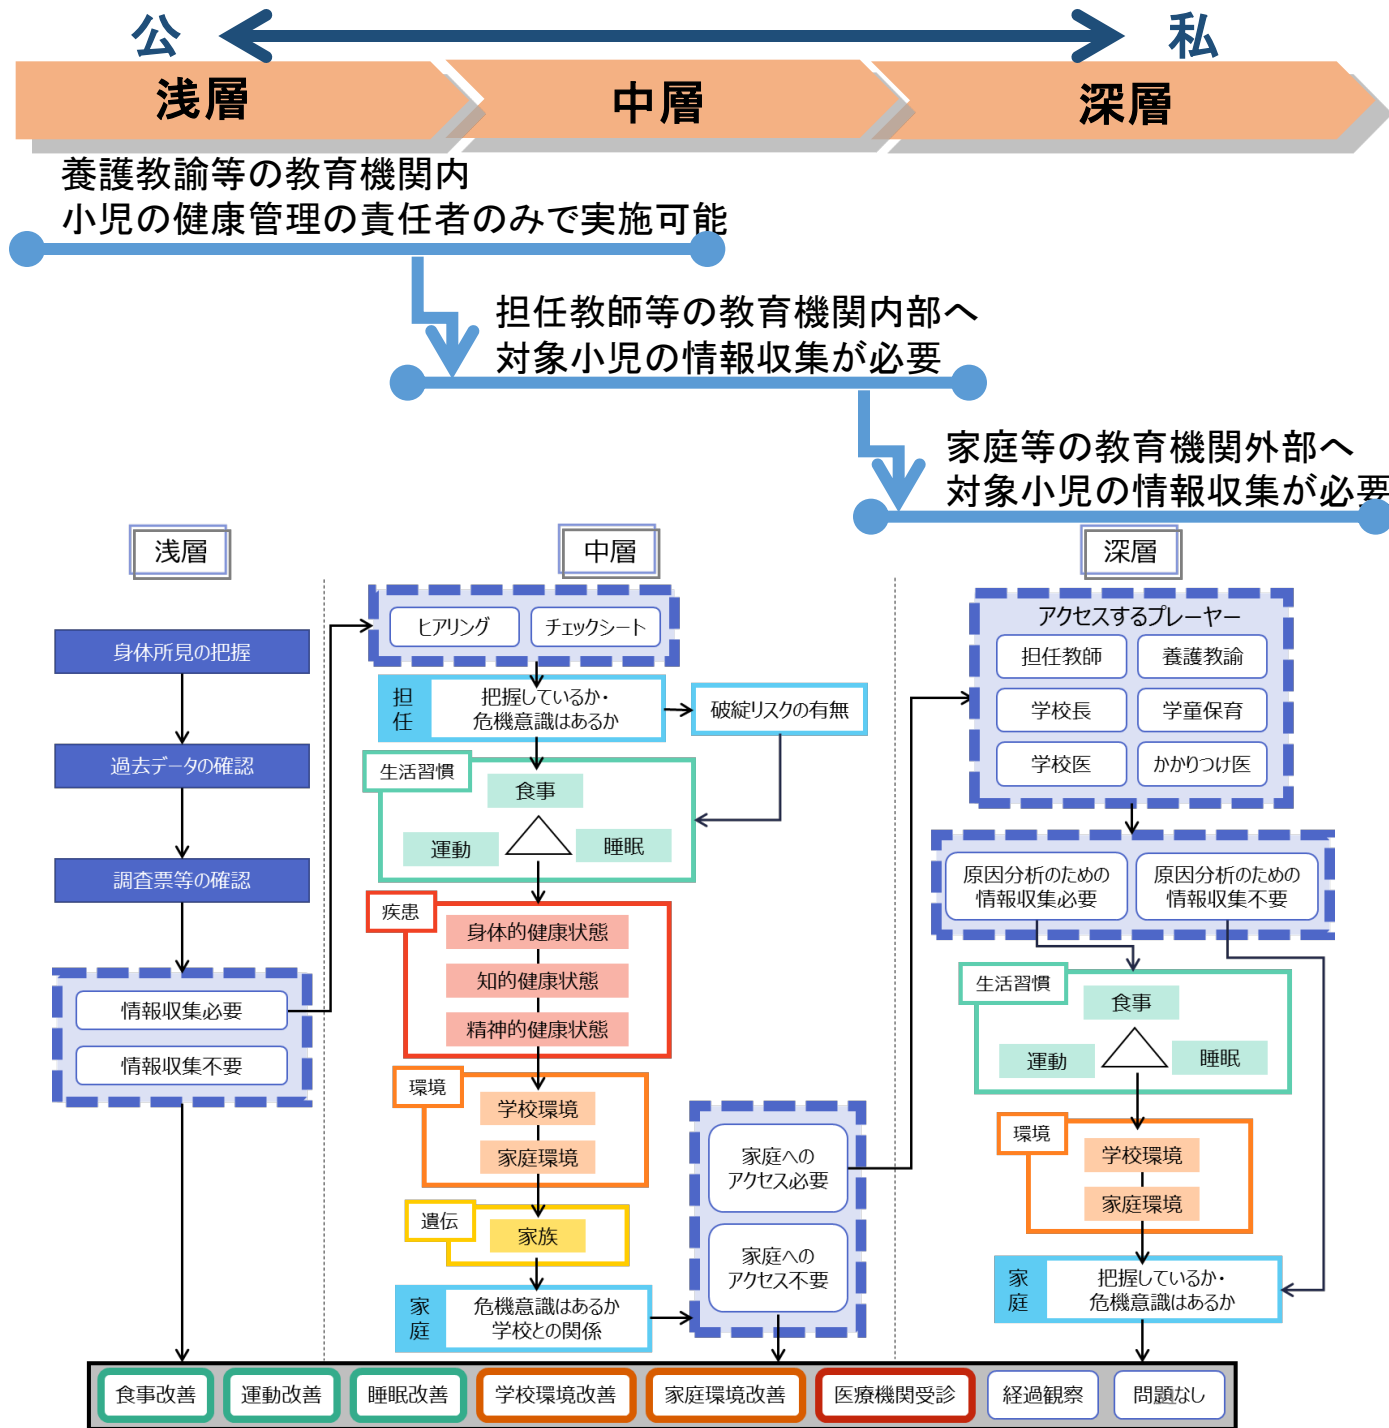 公
私
浅層
中層
深層
養護教諭等の教育機関内
小児の健康管理の責任者のみで実施可能
担任教師等の教育機関内部へ
対象小児の情報収集が必要
家庭等の教育機関外部へ
対象小児の情報収集が必要
浅層
身体所見の把握
過去データの確認
調査票等の確認
情報収集必要
情報収集不要
中層
ヒアリング
チェックシート
担任
把握しているか・
危機意識はあるか
破綻リスクの有無
生活習慣
食事
運動
睡眠
疾患
身体的健康状態
知的健康状態
精神的健康状態
環境
学校環境
家庭環境
遺伝
家族
家庭
危機意識はあるか
学校との関係
家庭への
アクセス必要
家庭への
アクセス不要
深層
アクセスするプレーヤー
担任教師
養護教諭
学校長
学童保育
学校医
かかりつけ医
原因分析のための
情報収集必要
原因分析のための
情報収集不要
生活習慣
食事
運動
睡眠
環境
学校環境
家庭環境
家庭
把握しているか・
危機意識はあるか
食事改善
運動改善
睡眠改善
学校環境改善
家庭環境改善
医療機関受診
経過観察
問題なし